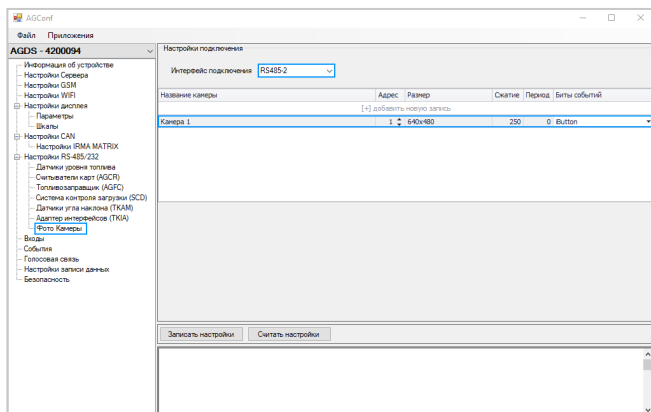 AGConf
Файл Приложения
AGDS - 4200094
Информация об устройстве
Настройки Сервера
Настройки GSM
Настройки WIFI
Настройки дисплея
Параметры
Шкалы
Настройки CAN
Настройки IRMA MATRIX
Настройки RS-485/232
Датчики уровня топлива
Считыватели карт (AGCR)
Топливозаправщик (AGFC)
Система контроля загрузки (SCD)
Датчики угла наклона (TKAM)
Адаптер интерфейсов (TKIA)
Фото Камеры
Входы
События
Голосовая связь
Настройки записи данных
Безопасность
Настройки подключения
Интерфейс подключения RS485-2
Название камеры Адрес Размер Сжатие Период Биты событий
[+] добавить новую запись
Камера 1 1 640x480 250 0 Button
Записать настройки Считать настройки